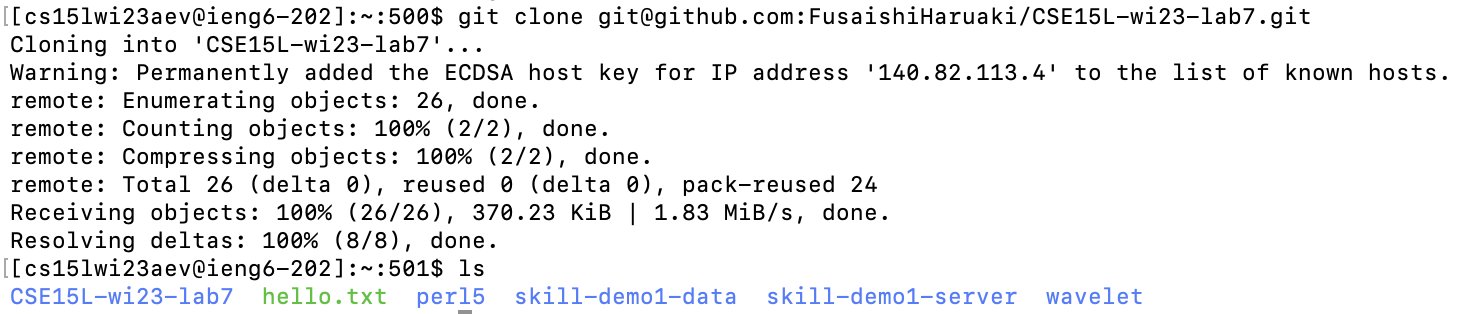 [[cs15lwi23aev@ieng6-202]:~:500$ git clone git@github.com:FusaishiHaruaki/CSE15L-wi23-lab7.git
Cloning into 'CSE15L-wi23-lab7'...
Warning: Permanently added the ECDSA host key for IP address '140.82.113.4' to the list of known hosts.
remote: Enumerating objects: 26, done.
remote: Counting objects: 100% (2/2), done.
remote: Compressing objects: 100% (2/2), done.
remote: Total 26 (delta 0), reused 0 (delta 0), pack-reused 24
Receiving objects: 100% (26/26), 370.23 KiB | 1.83 MiB/s, done.
Resolving deltas: 100% (8/8), done.
[[cs15lwi23aev@ieng6-202]:~:501$ ls
CSE15L-wi23-lab7  hello.txt  perl5  skill-demo1-data  skill-demo1-server  wavelet